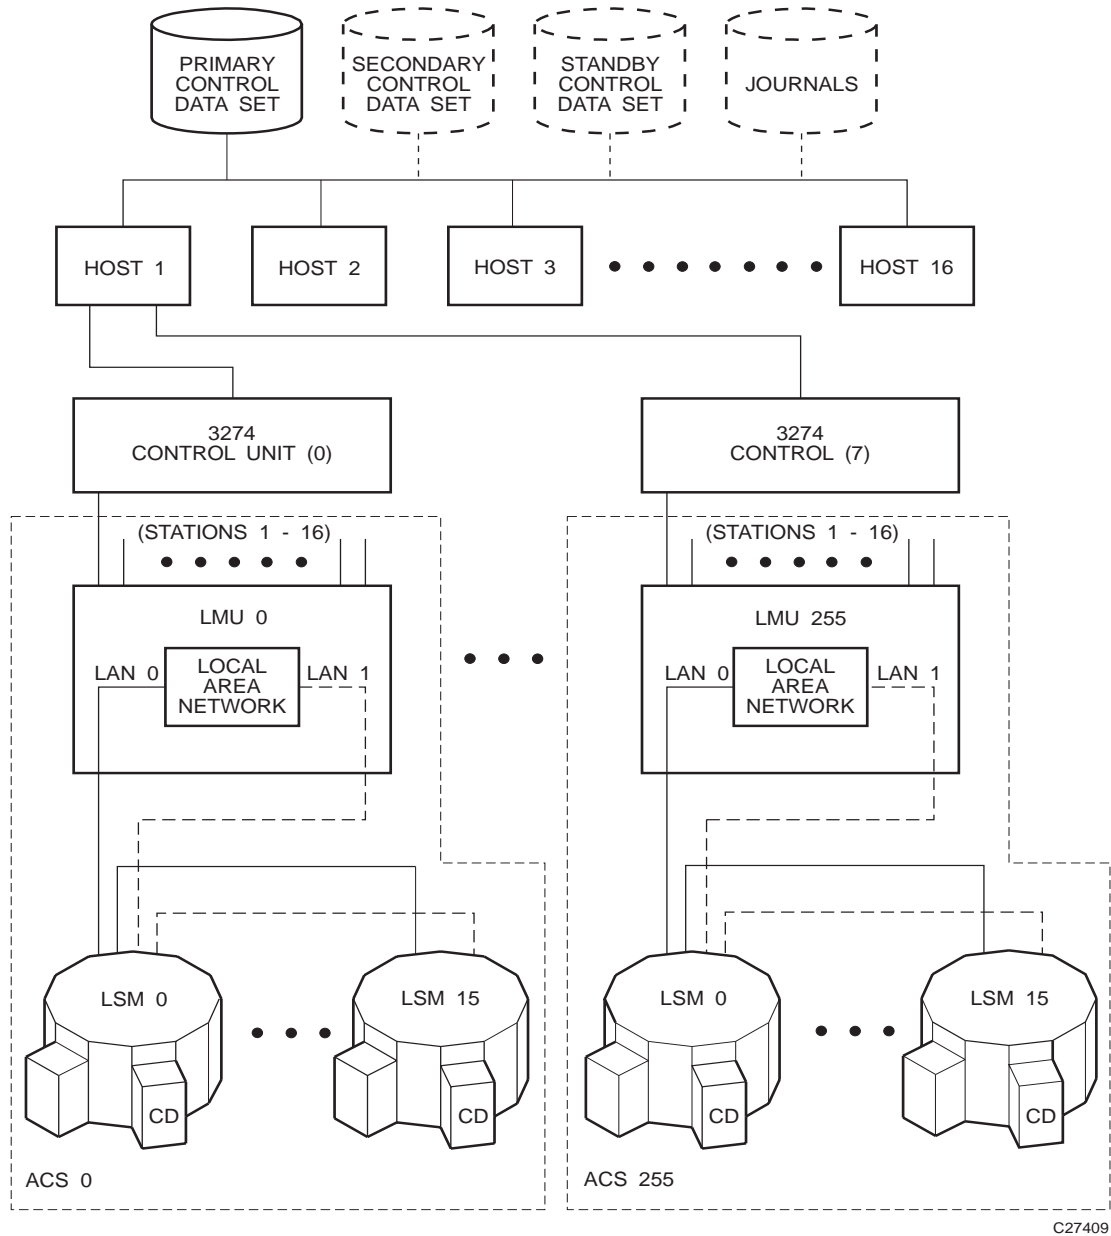 PRIMARY
CONTROL
DATA SET
SECONDARY
CONTROL
DATA SET
STANDBY
CONTROL
DATA SET
JOURNALS
HOST 1
HOST 2
HOST 3
HOST 16
3274
CONTROL UNIT (0)
3274
CONTROL (7)
(STATIONS 1 - 16)
(STATIONS 1 - 16)
LMU 0
LAN 0
LOCAL
AREA
NETWORK
LAN 1
LMU 255
LAN 0
LOCAL
AREA
NETWORK
LAN 1
LSM 0
LSM 15
LSM 0
LSM 15
CD
CD
CD
CD
ACS 0
ACS 255
C27409